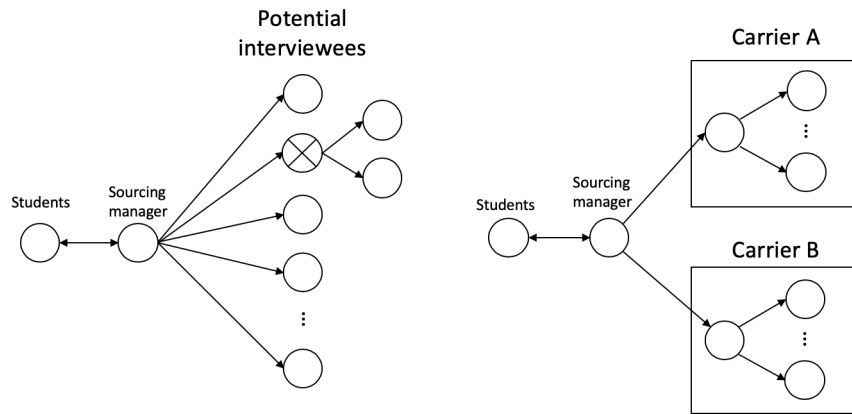 Potential
interviewees
Students
Sourcing
manager
...
Carrier A
...
Students
Sourcing
manager
Carrier B
...